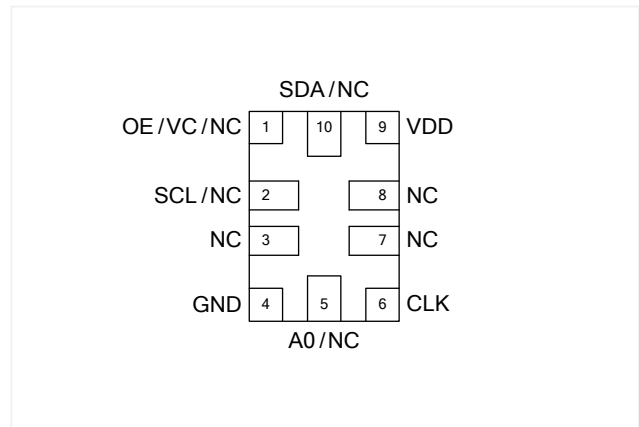 SDA/NC
OE/VC/NC 1 10 9 VDD
SCL/NC 2 8 NC
NC 3 7 NC
GND 4 5 6 CLK
A0/NC